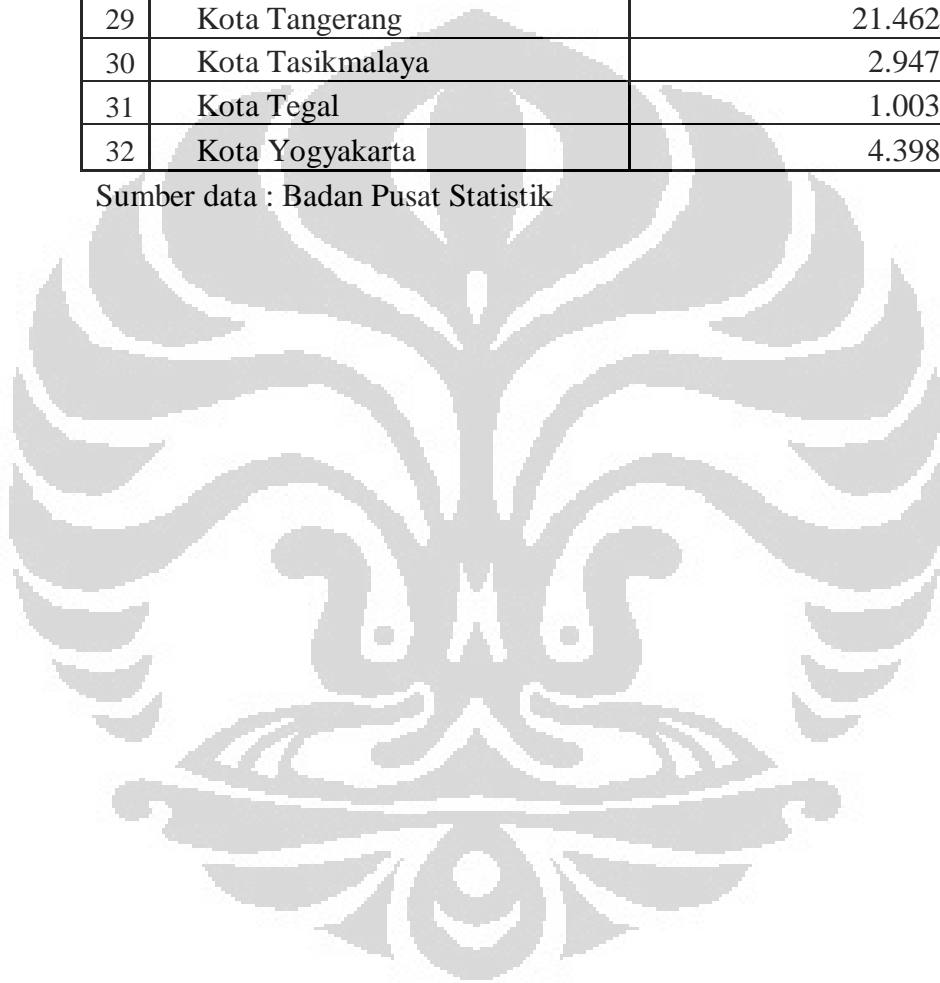 29 Kota Tangerang 21.462
30 Kota Tasikmalaya 2.947
31 Kota Tegal 1.003
32 Kota Yogyakarta 4.398
Sumber data : Badan Pusat Statistik